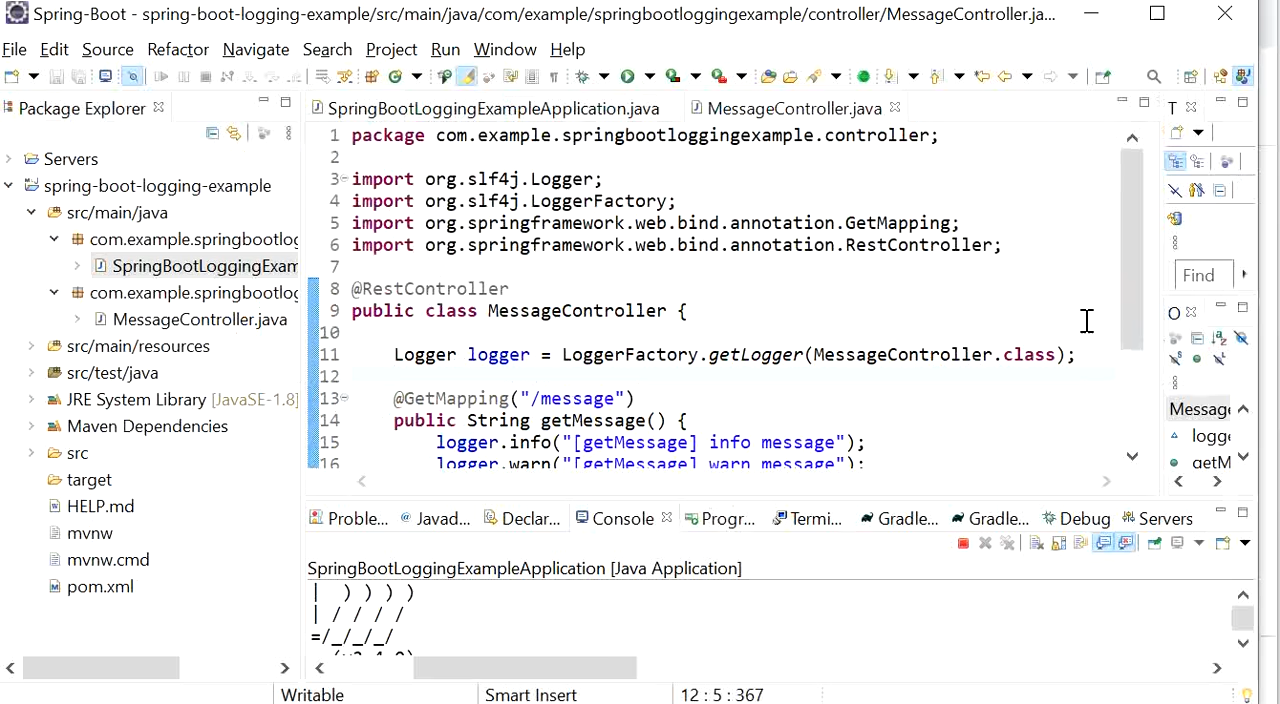 Spring-Boot - spring-boot-logging-example/src/main/java/com/example/springbootloggingexample/controller/MessageController.ja...
File Edit Source Refactor Navigate Search Project Run Window Help
Package Explorer
Servers
spring-boot-logging-example
src/main/java
com.example.springbootlog
SpringBootLoggingExam
com.example.springbootlog
MessageController.java
src/main/resources
src/test/java
JRE System Library [JavaSE-1.8]
Maven Dependencies
src
target
HELP.md
mvnw
mvnw.cmd
pom.xml
SpringBootLoggingExampleApplication.java MessageController.java
1 package com.example.springbootloggingexample.controller;
2
3 import org.slf4j.Logger;
4 import org.slf4j.LoggerFactory;
5 import org.springframework.web.bind.annotation.GetMapping;
6 import org.springframework.web.bind.annotation.RestController;
7
8 @RestController
9 public class MessageController {
10
11 Logger logger = LoggerFactory.getLogger(MessageController.class);
12
13 @GetMapping("/message")
14 public String getMessage() {
15 logger.info("[getMessage] info message");
16 logger.warn("[getMessage] warn message");
T
Find
O
Message
logge
getM
Proble... Javad... Declar... Console Progr... Termi... Gradle... Gradle... Debug Servers
SpringBootLoggingExampleApplication [Java Application]
|  ) ) ) )
| / / / /
=/_/_/_/
Writable Smart Insert 12 : 5 : 367